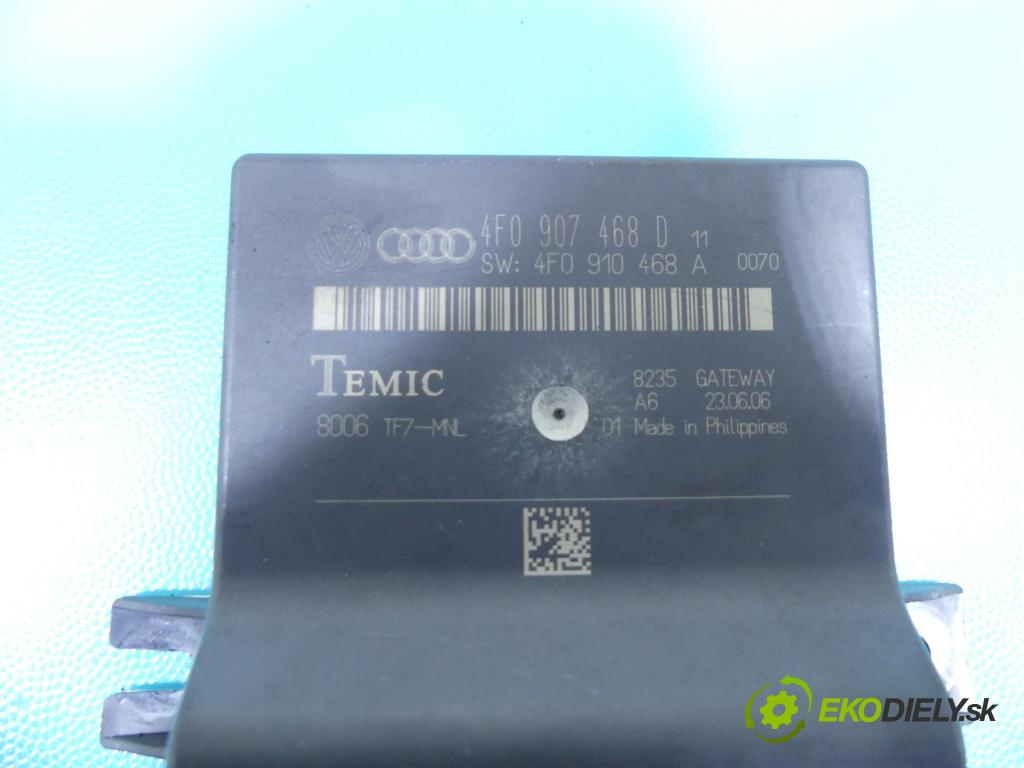 4F0 907 468 D 11
SW: 4F0 910 468 A 0070
TEMIC
8235 GATEWAY
A6 23.06.06
8006 TF7-MNL 01 Made in Philippines
EKODIELY.sk